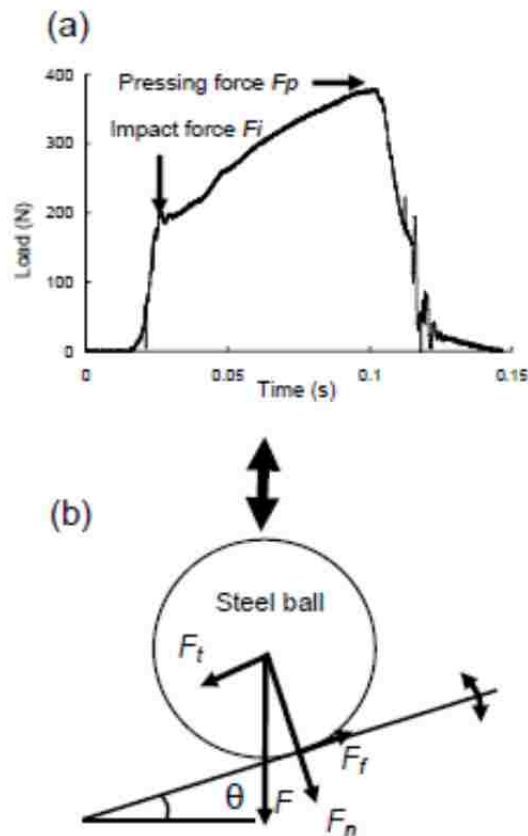 (a)
400
Pressing force Fp
Impact force Fi
300
200
100
0
Load (N)
0
0.05
0.1
0.15
Time (s)
(b)
Steel ball
Ft
Ff
θ
F
Fn